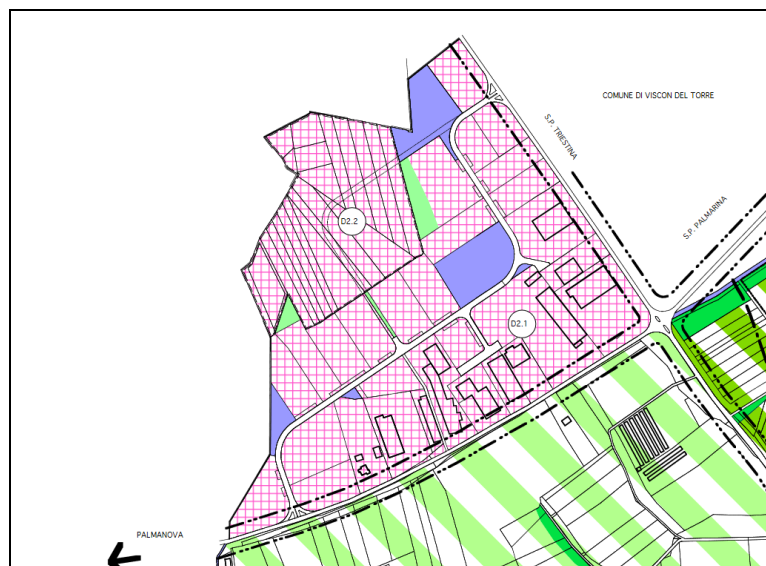 COMUNE DI VISCON DEL TORRE
S.P. TRIESTINA
S.P. PALMARINA
D2.2
D2.1
PALMANOVA